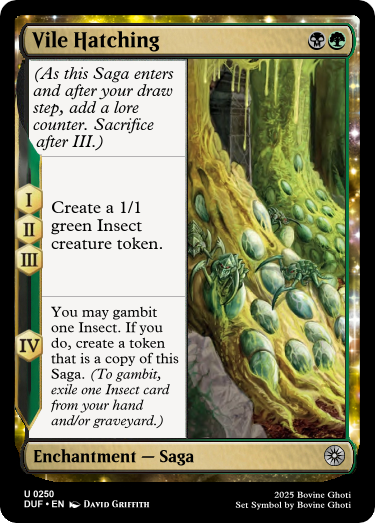 Vile Hatching
(As this Saga enters
and after your draw
step, add a lore
counter. Sacrifice
after III.)
I
II
III
Create a 1/1
green Insect
creature token.
IV
You may gambit
one Insect. If you
do, create a token
that is a copy of this
Saga. (To gambit,
exile one Insect card
from your hand
and/or graveyard.)
Enchantment — Saga
U 0250
DUF • EN David Griffith
2025 Bovine Ghoti
Set Symbol by Bovine Ghoti